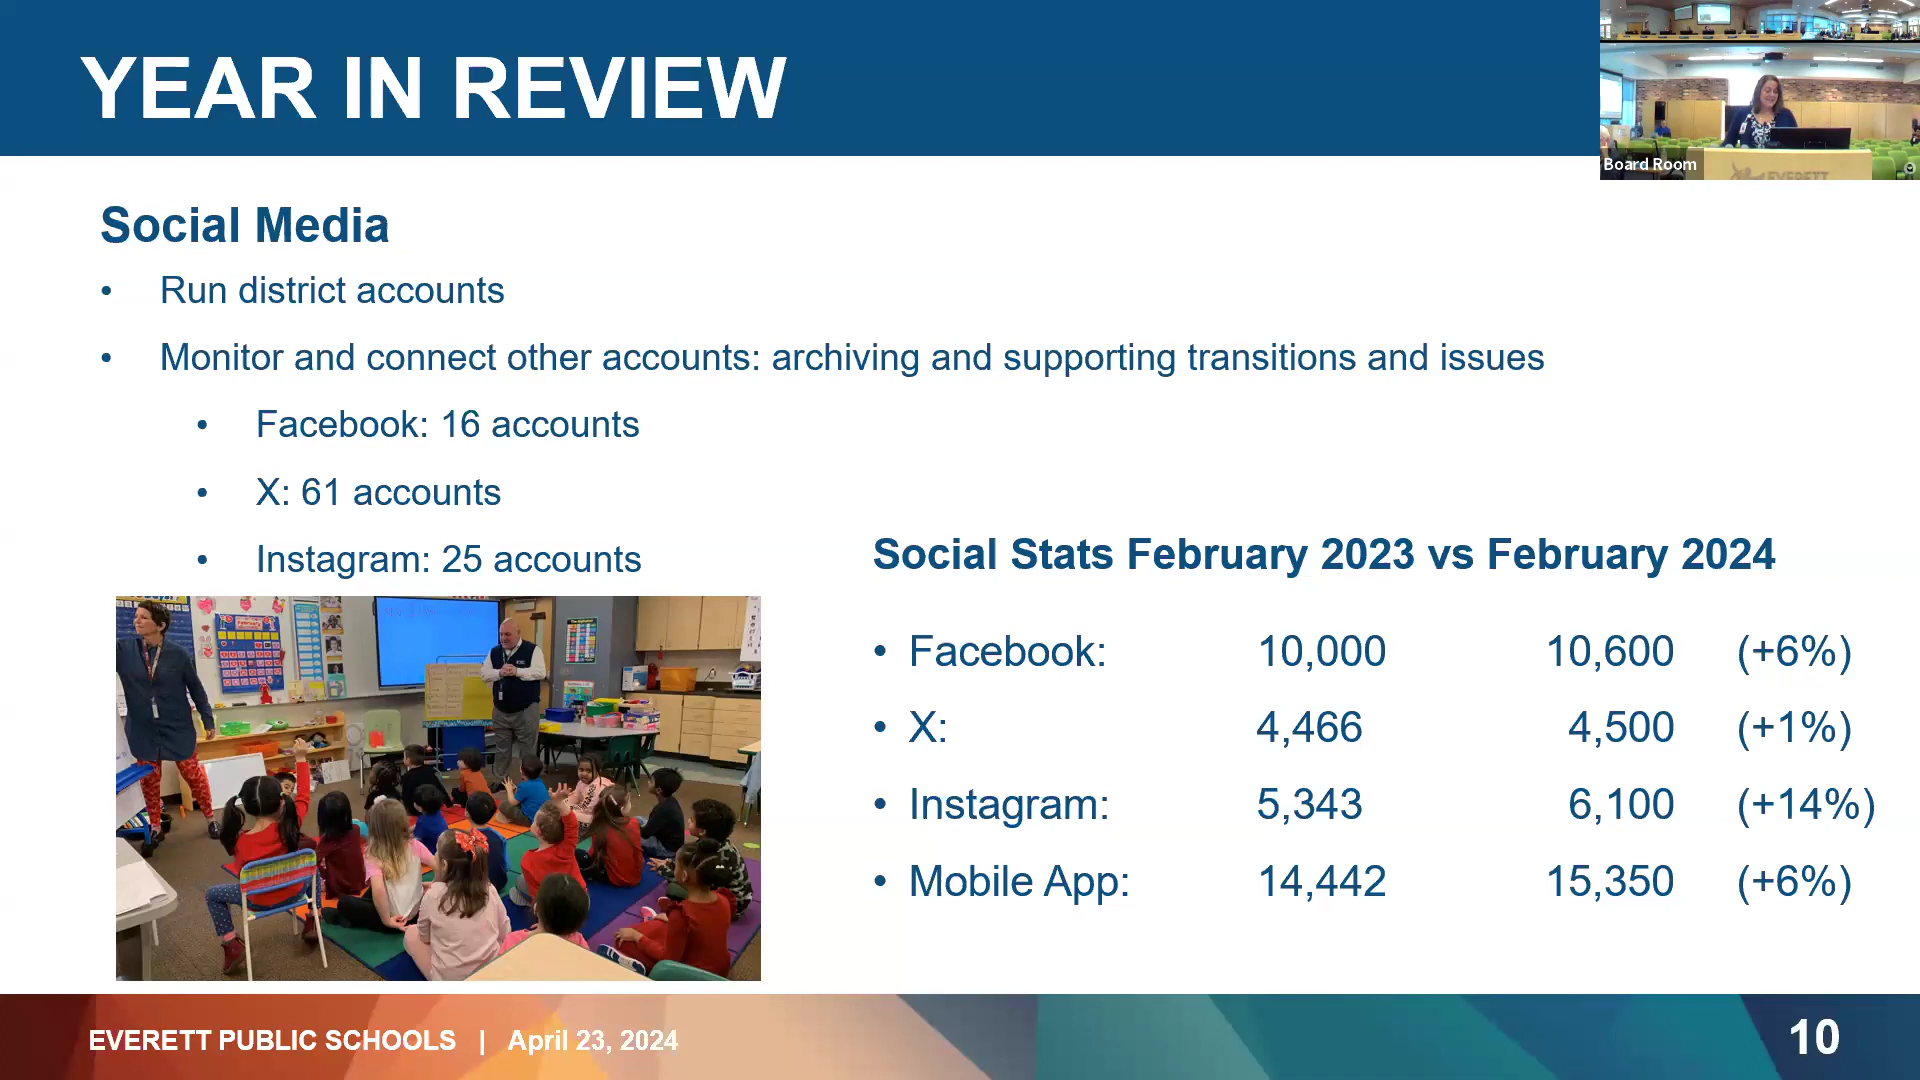 YEAR IN REVIEW
Board Room
EVERETT
Social Media
• Run district accounts
• Monitor and connect other accounts: archiving and supporting transitions and issues
• Facebook: 16 accounts
• X: 61 accounts
• Instagram: 25 accounts
Social Stats February 2023 vs February 2024
• Facebook: 10,000 10,600 (+6%)
• X: 4,466 4,500 (+1%)
• Instagram: 5,343 6,100 (+14%)
• Mobile App: 14,442 15,350 (+6%)
EVERETT PUBLIC SCHOOLS | April 23, 2024
10